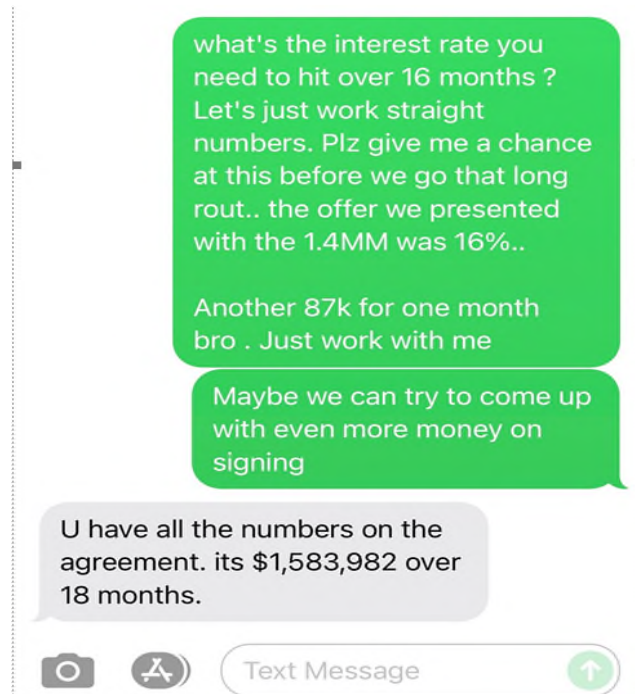 what's the interest rate you
need to hit over 16 months ?
Let's just work straight
numbers. Plz give me a chance
at this before we go that long
rout.. the offer we presented
with the 1.4MM was 16%..
Another 87k for one month
bro . Just work with me
Maybe we can try to come up
with even more money on
signing
U have all the numbers on the
agreement. its $1,583,982 over
18 months.
Text Message